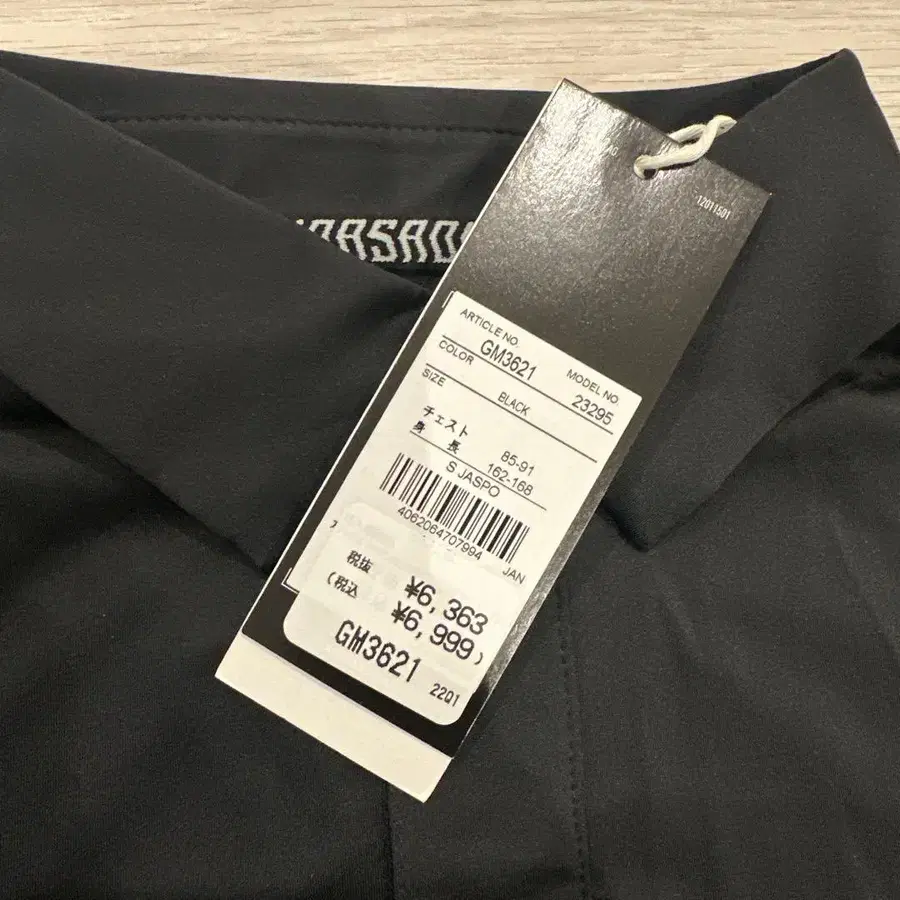 12011501
ARTICLE NO.
GM3621
MODEL NO.
23295
COLOR
BLACK
SIZE
チェスト 85-91
身長 162-168
S JASPO
4062064707994
JAN
税抜 ¥6,363
(税込 ¥6,999)
GM3621 22Q1